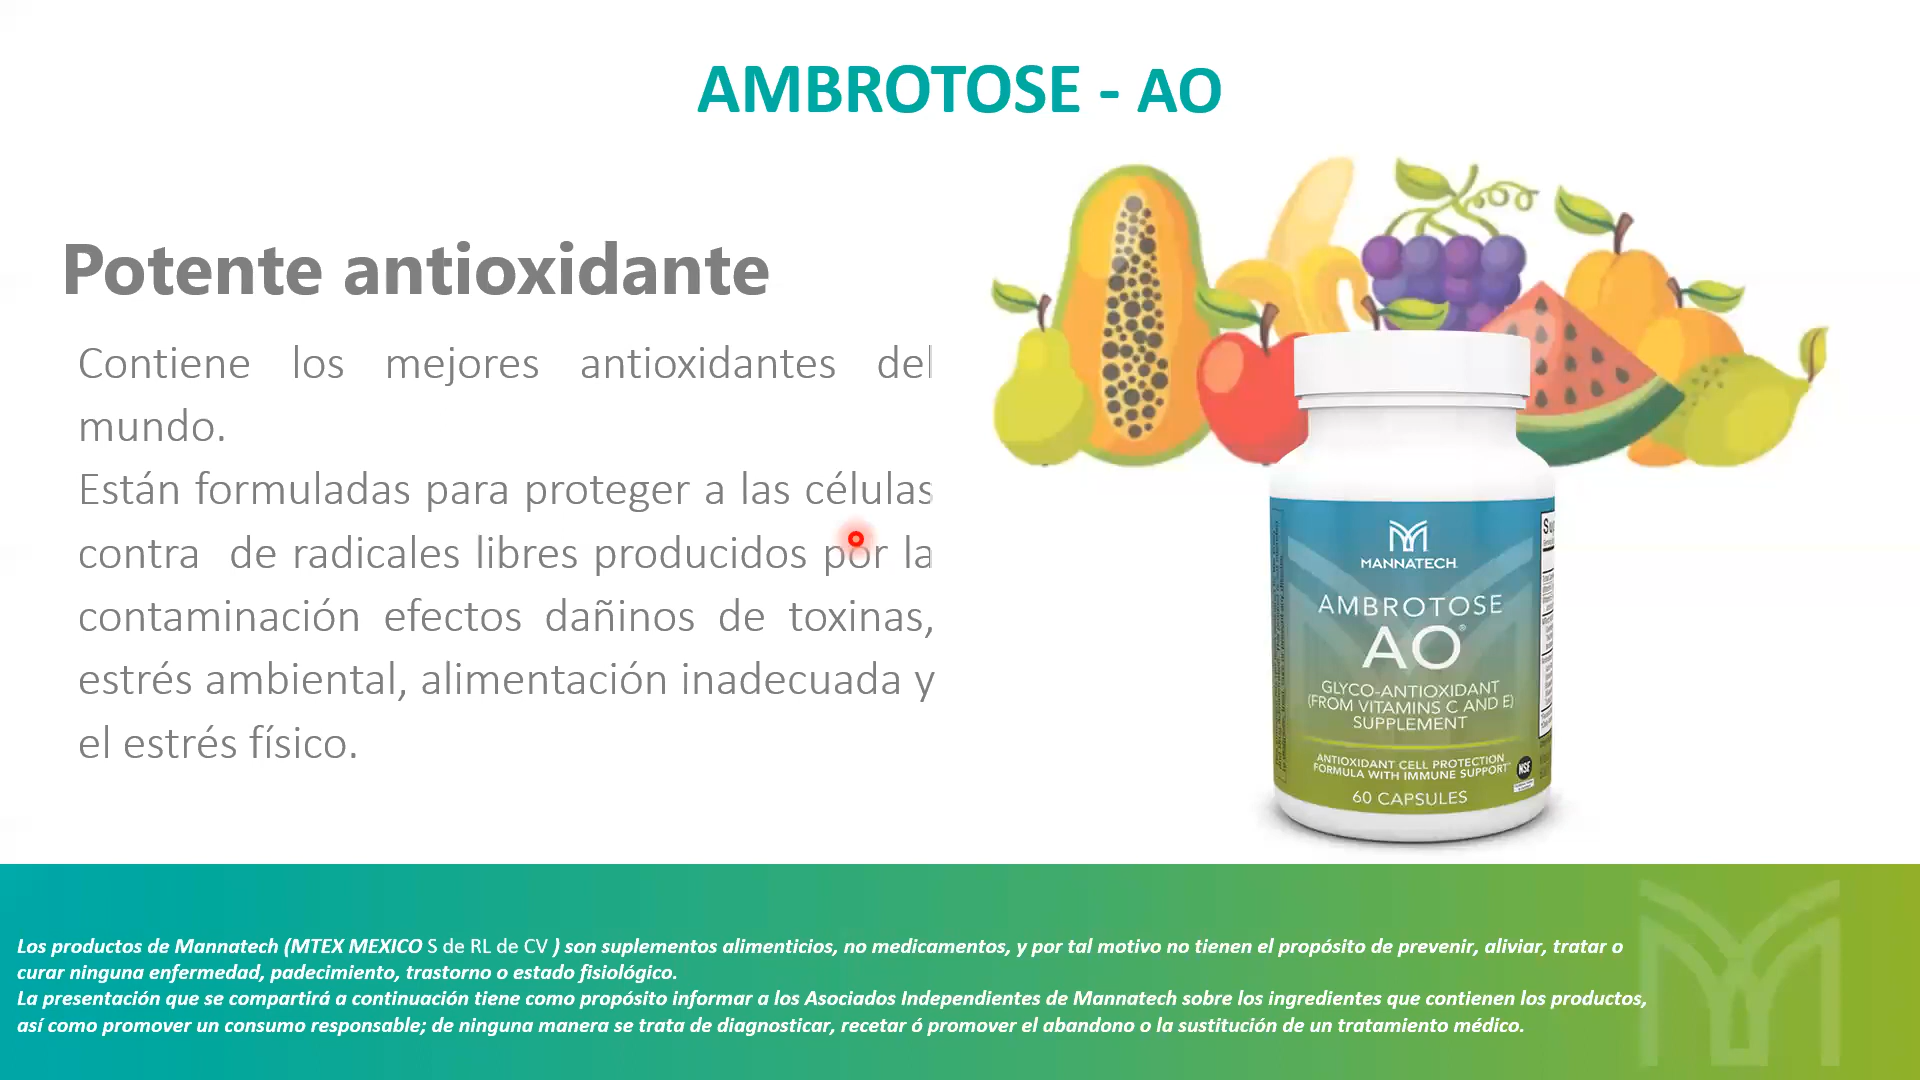 AMBROTOSE - AO
Potente antioxidante
Contiene los mejores antioxidantes del
mundo.
Están formuladas para proteger a las células
contra  de radicales libres producidos por la
contaminación efectos dañinos de toxinas,
estrés ambiental, alimentación inadecuada y
el estrés físico.
MANNATECH
AMBROTOSE
AO®
GLYCO-ANTIOXIDANT
(FROM VITAMINS C AND E)
SUPPLEMENT
ANTIOXIDANT CELL PROTECTION
FORMULA WITH IMMUNE SUPPORT
NSF
60 CAPSULES
Los productos de Mannatech (MTEX MEXICO S de RL de CV ) son suplementos alimenticios, no medicamentos, y por tal motivo no tienen el propósito de prevenir, aliviar, tratar o
curar ninguna enfermedad, padecimiento, trastorno o estado fisiológico.
La presentación que se compartirá a continuación tiene como propósito informar a los Asociados Independientes de Mannatech sobre los ingredientes que contienen los productos,
así como promover un consumo responsable; de ninguna manera se trata de diagnosticar, recetar ó promover el abandono o la sustitución de un tratamiento médico.